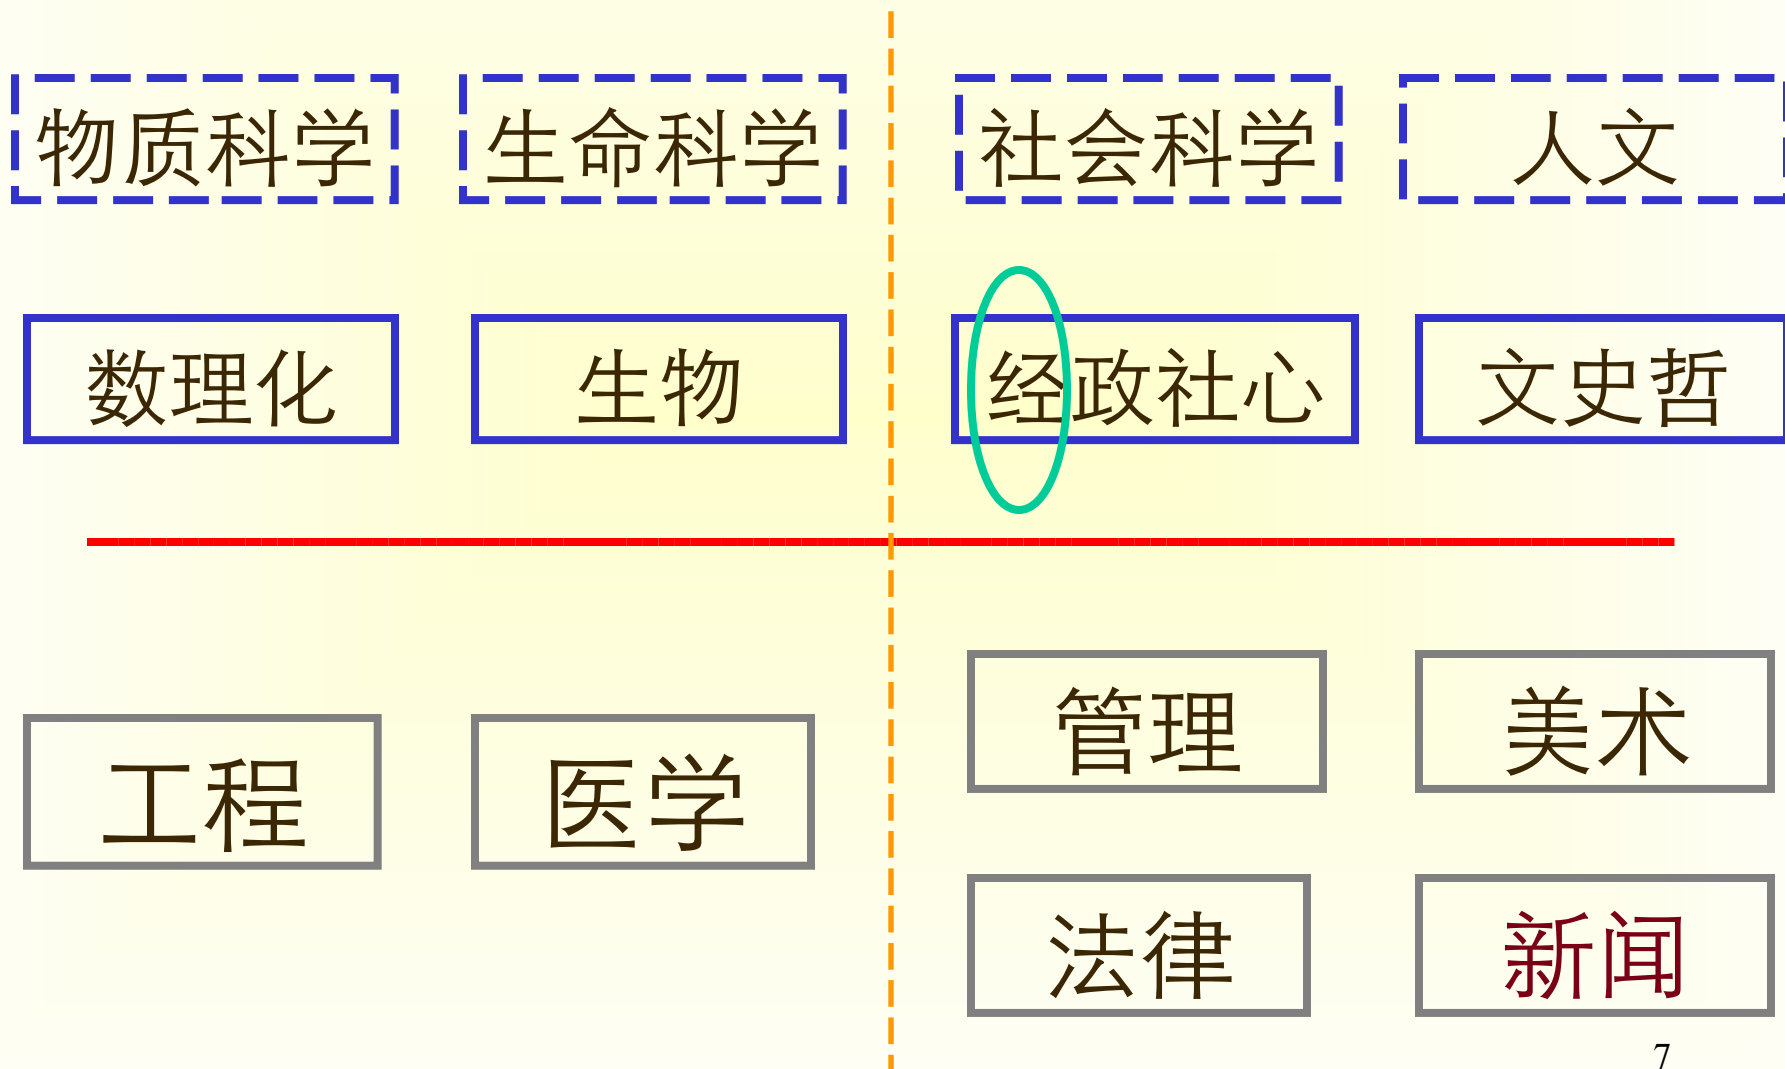 物质科学 生命科学 社会科学 人文
数理化 生物 经政社心 文史哲
管理 美术
工程 医学
法律 新闻
7